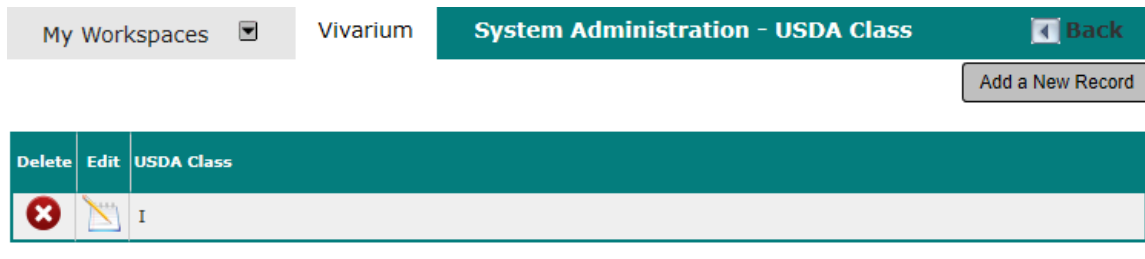 My Workspaces Vivarium System Administration - USDA Class Back
Add a New Record
Delete Edit USDA Class
I